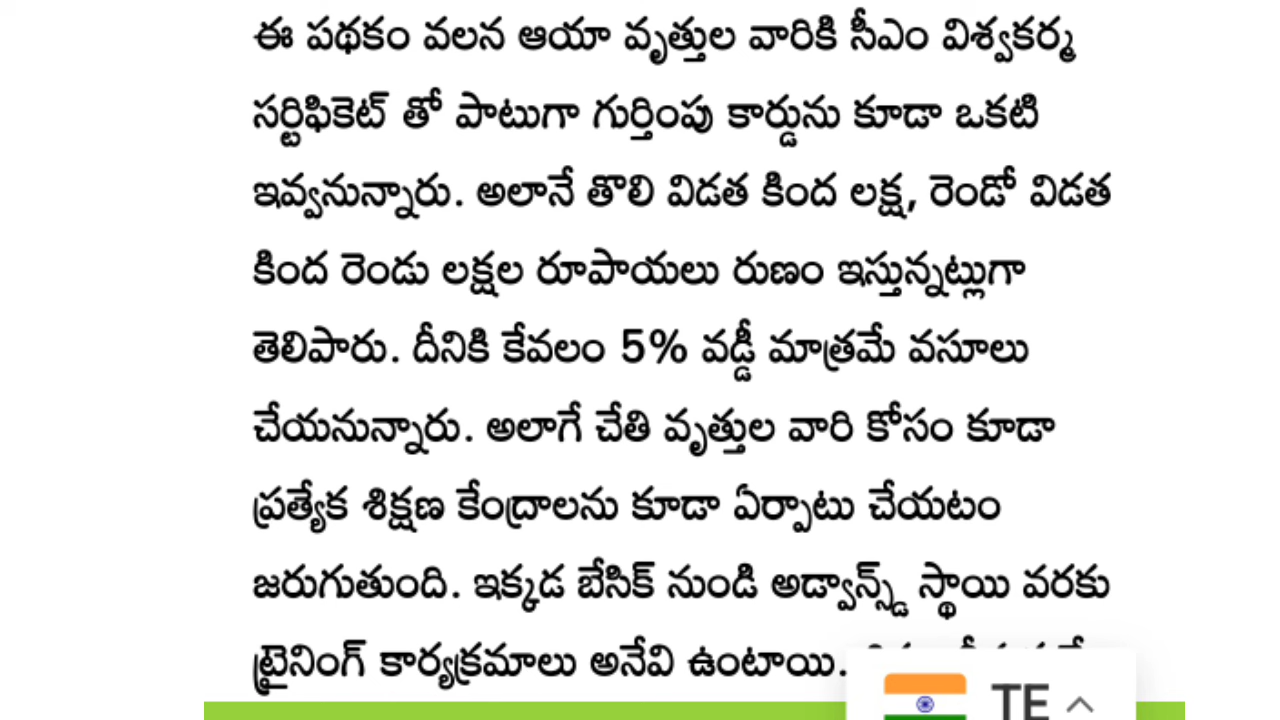 ఈ పథకం వలన ఆయా వృత్తుల వారికి సీఎం విశ్వకర్మ
సర్టిఫికెట్ తో పాటుగా గుర్తింపు కార్డును కూడా ఒకటి
ఇవ్వనున్నారు. అలానే తొలి విడత కింద లక్ష, రెండో విడత
కింద రెండు లక్షల రూపాయలు రుణం ఇస్తున్నట్లుగా
తెలిపారు. దీనికి కేవలం 5% వడ్డీ మాత్రమే వసూలు
చేయనున్నారు. అలాగే చేతి వృత్తుల వారి కోసం కూడా
ప్రత్యేక శిక్షణ కేంద్రాలను కూడా ఏర్పాటు చేయటం
జరుగుతుంది. ఇక్కడ బేసిక్ నుండి అడ్వాన్స్డ్ స్థాయి వరకు
ట్రైనింగ్ కార్యక్రమాలు అనేవి ఉంటాయి.
TE